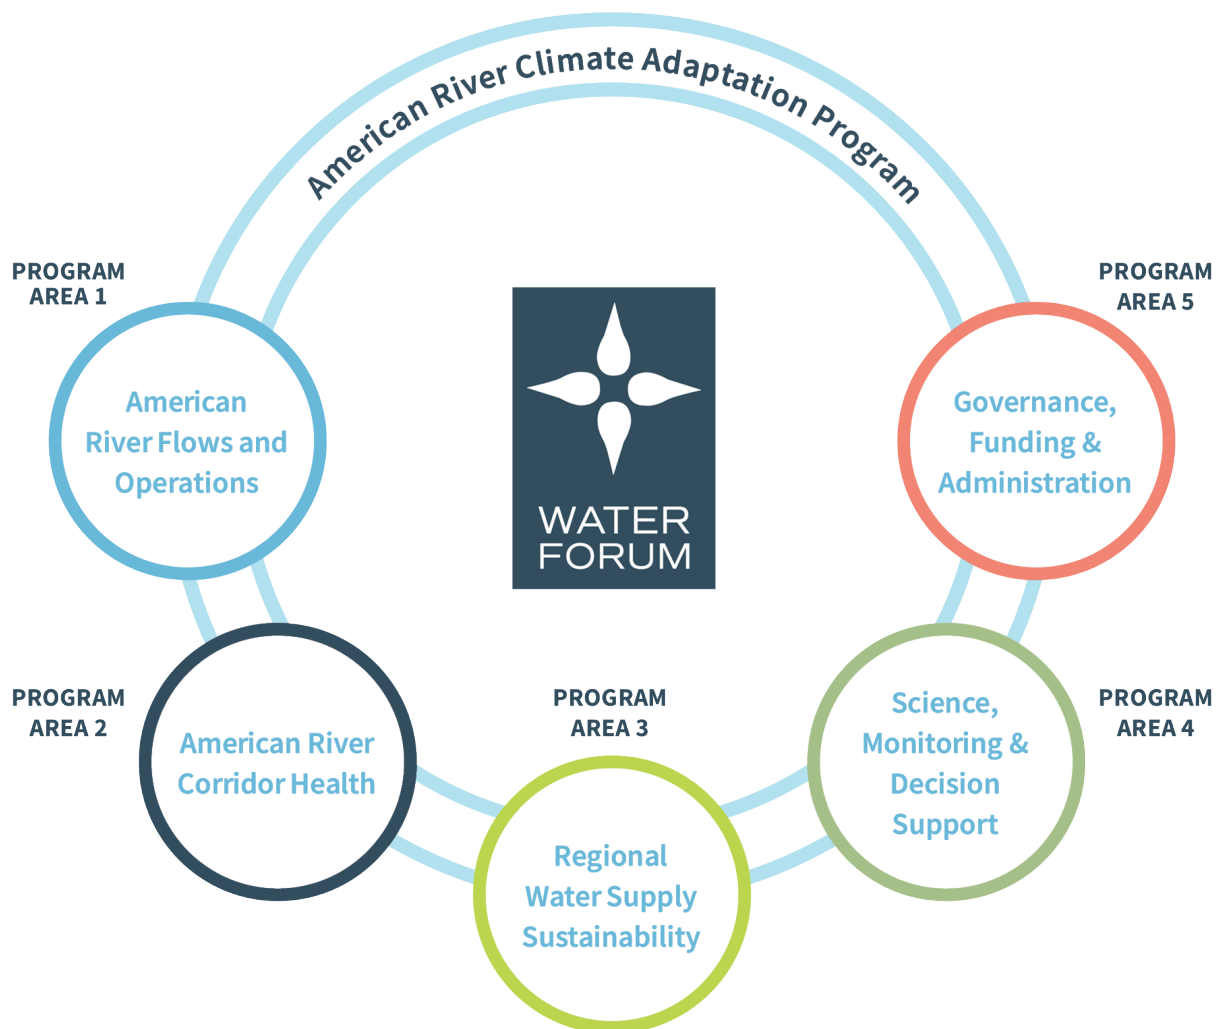 American River Climate Adaptation Program
PROGRAM
AREA 1
American
River Flows and
Operations
PROGRAM
AREA 2
American River
Corridor Health
PROGRAM
AREA 3
Regional
Water Supply
Sustainability
PROGRAM
AREA 4
Science,
Monitoring &
Decision
Support
PROGRAM
AREA 5
Governance,
Funding &
Administration
WATER
FORUM